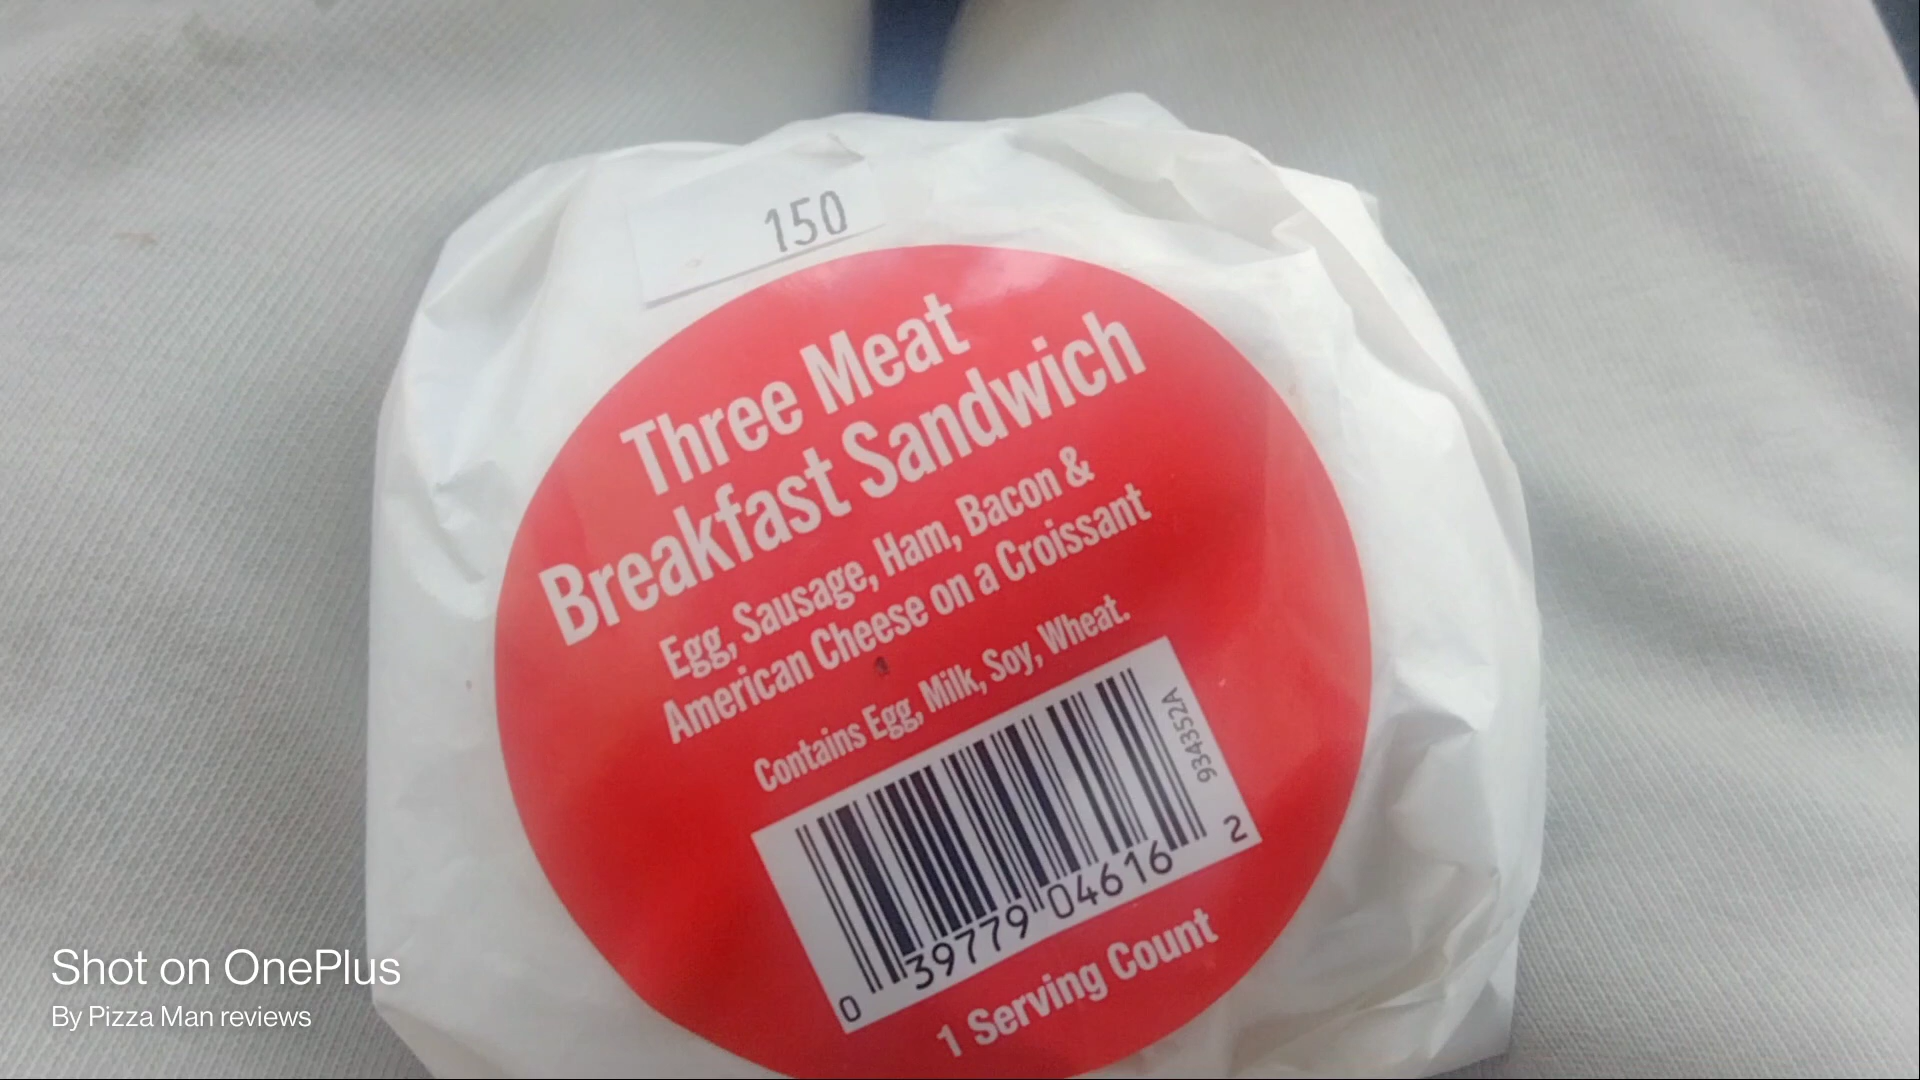 150
Three Meat
Breakfast Sandwich
Egg, Sausage, Ham, Bacon &
American Cheese on a Croissant
Contains Egg, Milk, Soy, Wheat.
934352A
0 39779 04616 2
1 Serving Count
Shot on OnePlus
By Pizza Man reviews